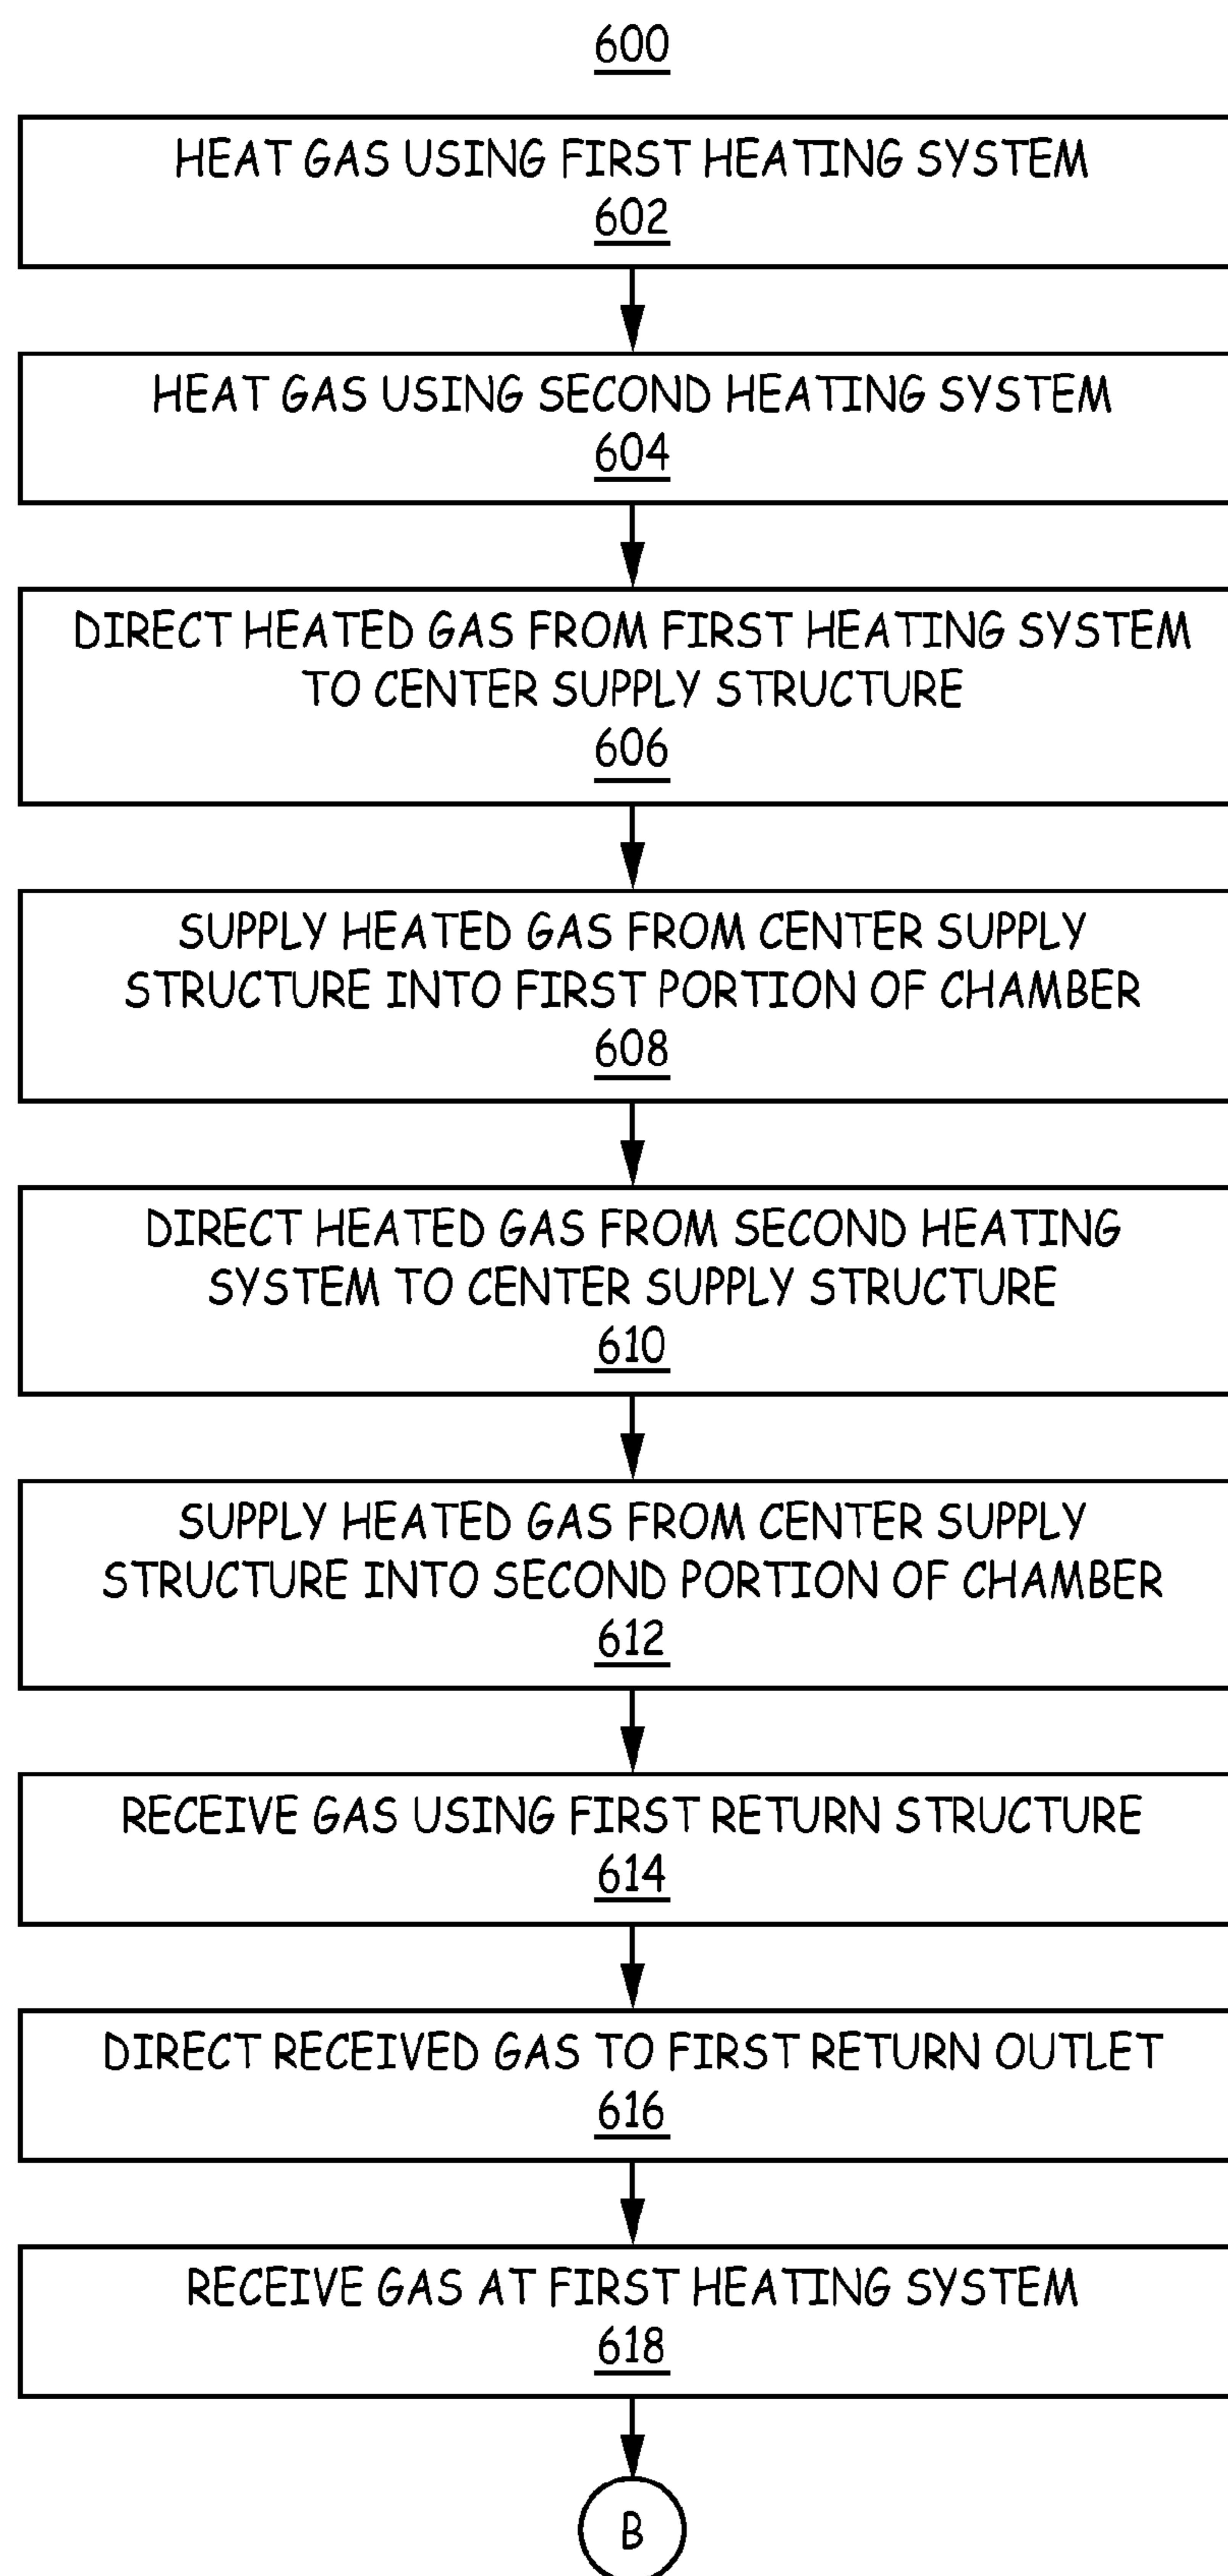 600
HEAT GAS USING FIRST HEATING SYSTEM
602
HEAT GAS USING SECOND HEATING SYSTEM
604
DIRECT HEATED GAS FROM FIRST HEATING SYSTEM
TO CENTER SUPPLY STRUCTURE
606
SUPPLY HEATED GAS FROM CENTER SUPPLY
STRUCTURE INTO FIRST PORTION OF CHAMBER
608
DIRECT HEATED GAS FROM SECOND HEATING
SYSTEM TO CENTER SUPPLY STRUCTURE
610
SUPPLY HEATED GAS FROM CENTER SUPPLY
STRUCTURE INTO SECOND PORTION OF CHAMBER
612
RECEIVE GAS USING FIRST RETURN STRUCTURE
614
DIRECT RECEIVED GAS TO FIRST RETURN OUTLET
616
RECEIVE GAS AT FIRST HEATING SYSTEM
618
B